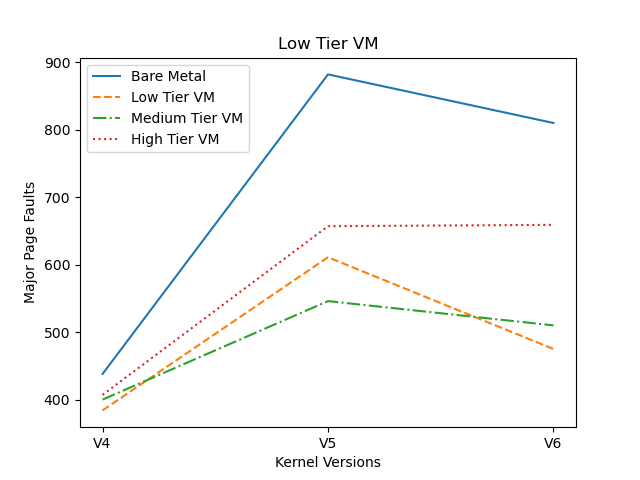 Low Tier VM
Bare Metal
Low Tier VM
Medium Tier VM
High Tier VM
900
800
700
600
500
400
Major Page Faults
V4
V5
V6
Kernel Versions